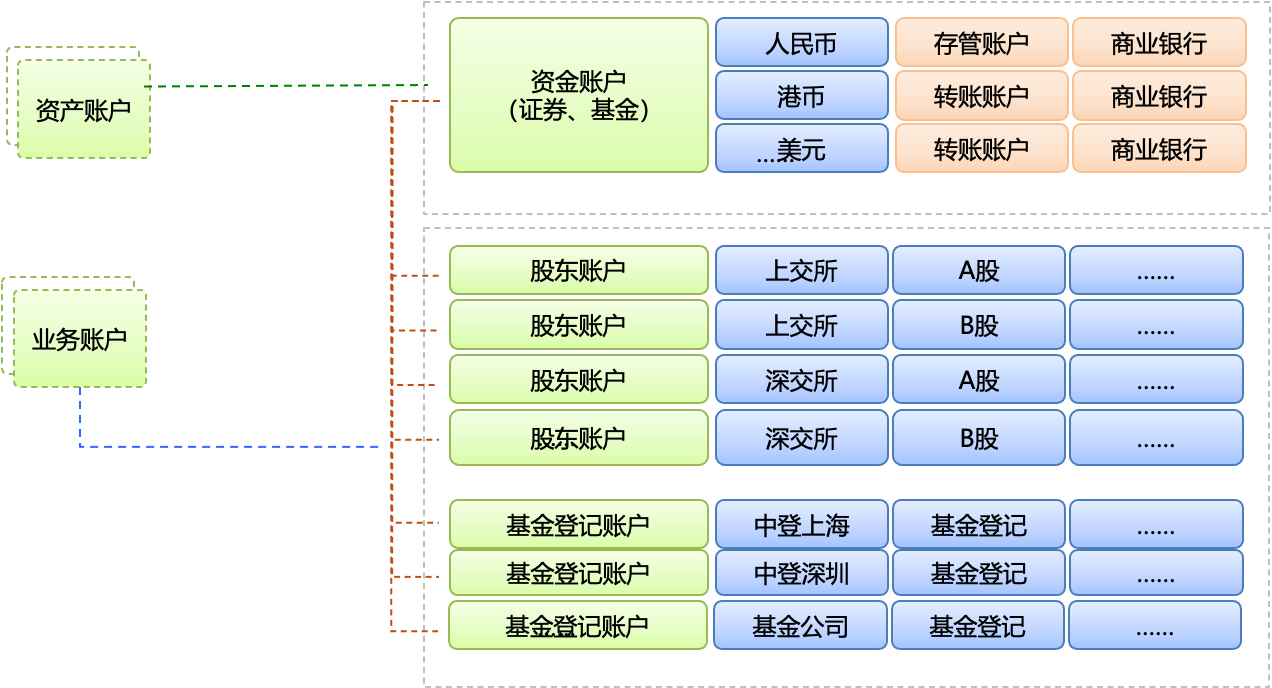 资产账户
资金账户
（证券、基金）
人民币
存管账户
商业银行
港币
转账账户
商业银行
美元
……
转账账户
商业银行
业务账户
股东账户
上交所
A股
……
股东账户
上交所
B股
……
股东账户
深交所
A股
……
股东账户
深交所
B股
……
基金登记账户
中登上海
基金登记
……
基金登记账户
中登深圳
基金登记
……
基金登记账户
基金公司
基金登记
……